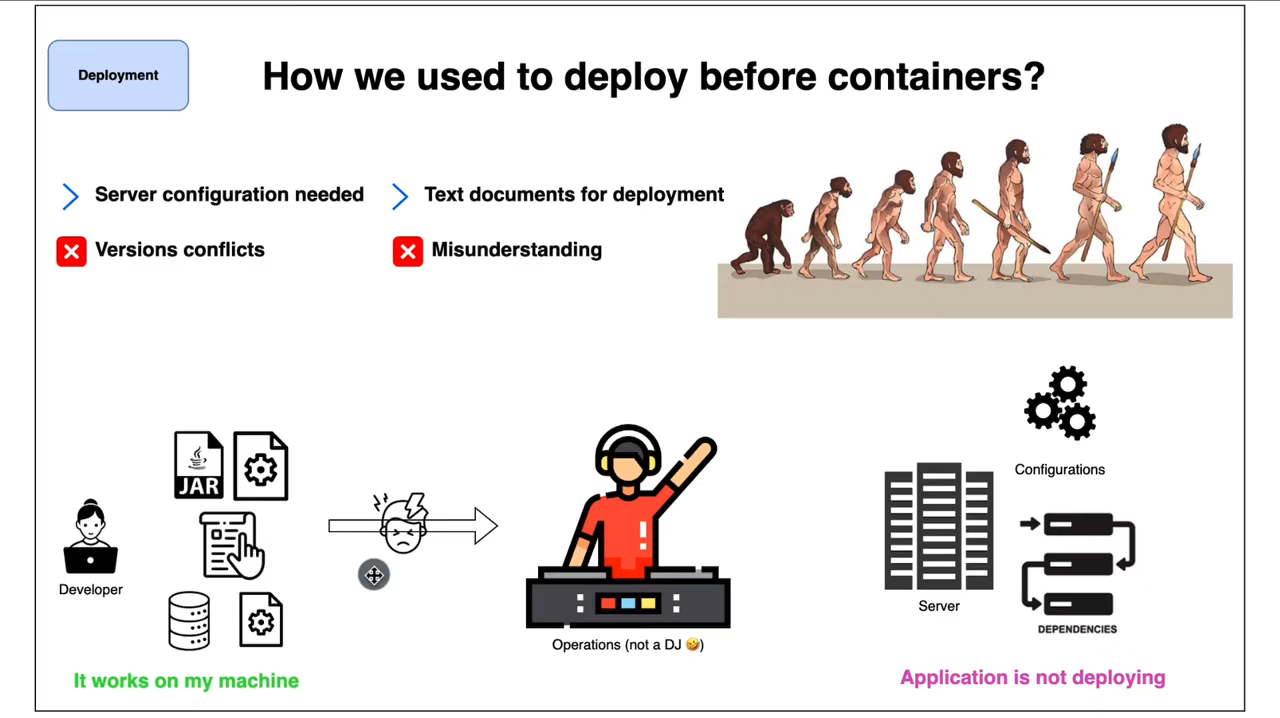 Deployment
How we used to deploy before containers?
Server configuration needed
Text documents for deployment
Versions conflicts
Misunderstanding
JAR
Configurations
Developer
Server
DEPENDENCIES
Operations (not a DJ 🤣)
It works on my machine
Application is not deploying